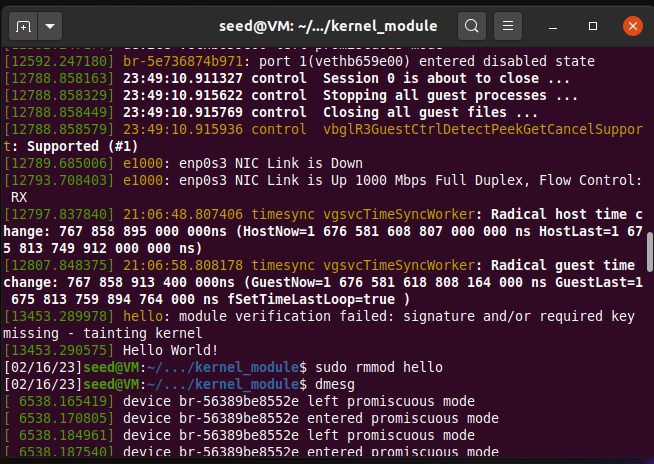 seed@VM: ~/.../kernel_module
[12592.247180] br-5e736874b971: port 1(vethb659e00) entered disabled state
[12788.858163] 23:49:10.911327 control  Session 0 is about to close ...
[12788.858329] 23:49:10.915622 control  Stopping all guest processes ...
[12788.858449] 23:49:10.915769 control  Closing all guest files ...
[12788.858579] 23:49:10.915936 control  vbglR3GuestCtrlDetectPeekGetCancelSuppor
t: Supported (#1)
[12789.685006] e1000: enp0s3 NIC Link is Down
[12793.708403] e1000: enp0s3 NIC Link is Up 1000 Mbps Full Duplex, Flow Control:
 RX
[12797.837840] 21:06:48.807406 timesync vgsvcTimeSyncWorker: Radical host time c
hange: 767 858 895 000 000ns (HostNow=1 676 581 608 807 000 000 ns HostLast=1 67
5 813 749 912 000 000 ns)
[12807.848375] 21:06:58.808178 timesync vgsvcTimeSyncWorker: Radical guest time
change: 767 858 913 400 000ns (GuestNow=1 676 581 618 808 164 000 ns GuestLast=1
 675 813 759 894 764 000 ns fSetTimeLastLoop=true )
[13453.289978] hello: module verification failed: signature and/or required key
missing - tainting kernel
[13453.290575] Hello World!
[02/16/23]seed@VM:~/.../kernel_module$ sudo rmmod hello
[02/16/23]seed@VM:~/.../kernel_module$ dmesg
[ 6538.165419] device br-56389be8552e left promiscuous mode
[ 6538.170805] device br-56389be8552e entered promiscuous mode
[ 6538.184961] device br-56389be8552e left promiscuous mode
[ 6538.187540] device br-56389be8552e entered promiscuous mode